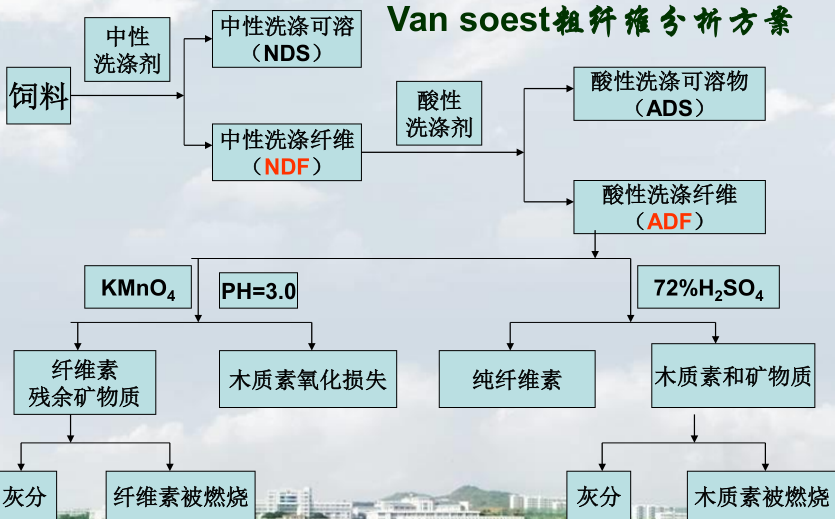 Van soest粗纤维分析方案
中性
洗涤剂
中性洗涤可溶
（NDS）
饲料
酸性
洗涤剂
酸性洗涤可溶物
（ADS）
中性洗涤纤维
（NDF）
酸性洗涤纤维
（ADF）
KMnO₄
PH=3.0
72%H₂SO₄
纤维素
残余矿物质
木质素氧化损失
纯纤维素
木质素和矿物质
灰分
纤维素被燃烧
灰分
木质素被燃烧